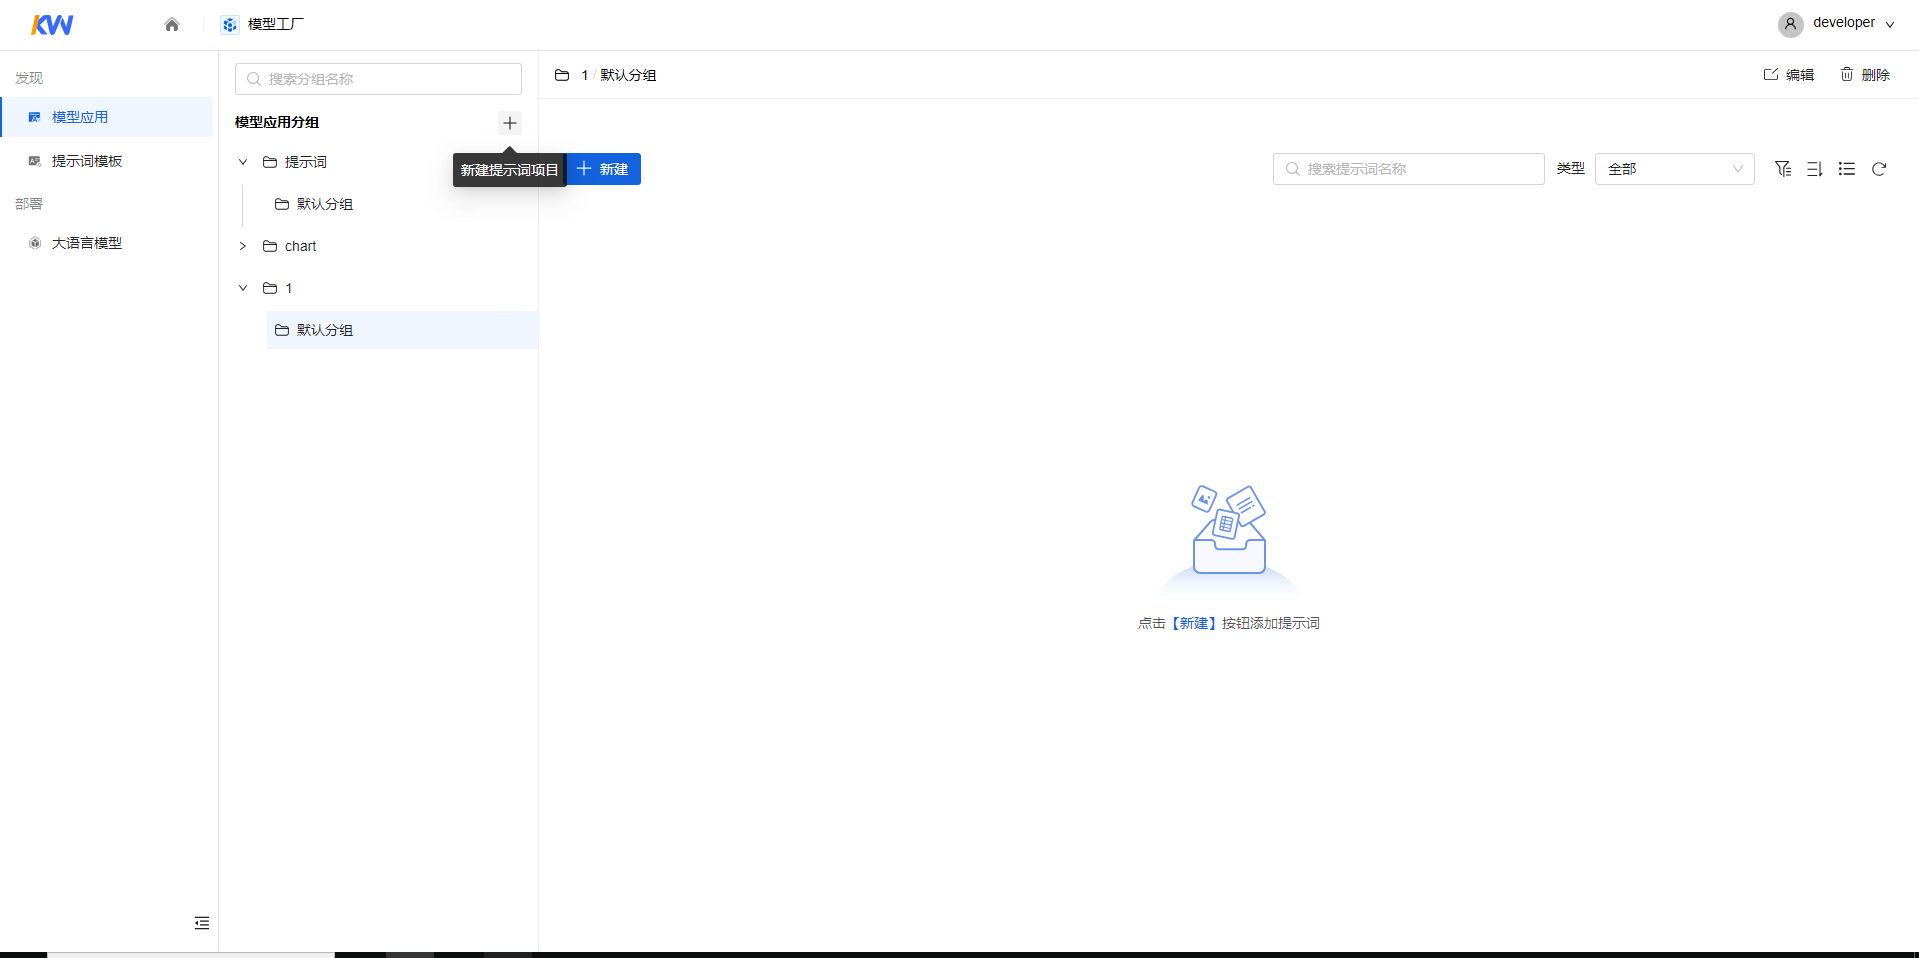 KW
模型工厂
developer
发现
模型应用
提示词模板
部署
大语言模型
搜索分组名称
模型应用分组
提示词
默认分组
chart
1
默认分组
新建提示词项目
1 / 默认分组
编辑
删除
新建
搜索提示词名称
类型
全部
点击【新建】按钮添加提示词